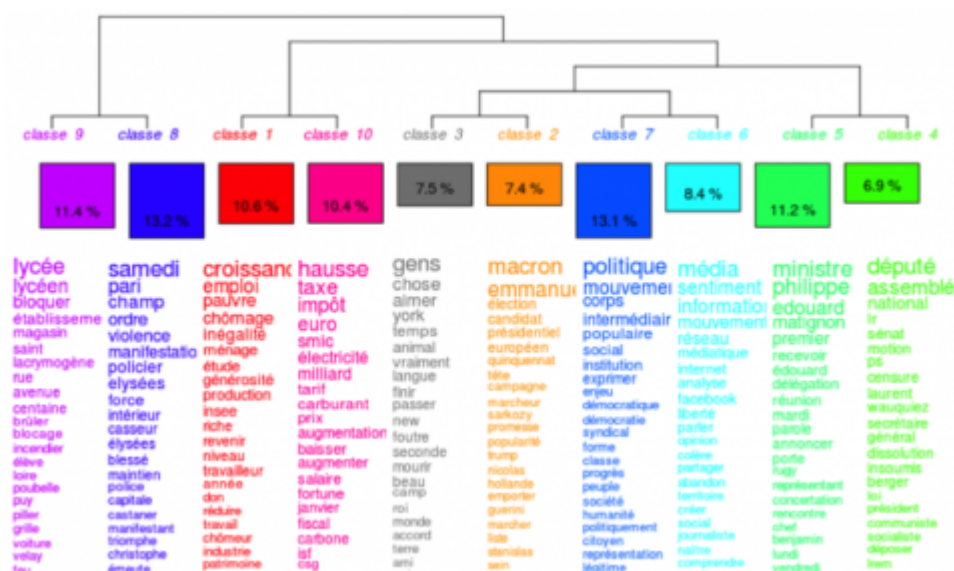 classe 9 classe 8 classe 1 classe 10 classe 3 classe 2 classe 7 classe 6 classe 5 classe 4
11.4 % 13.2 % 10.6 % 10.4 % 7.5 % 7.4 % 13.1 % 8.4 % 11.2 % 6.9 %
lycée
lycéen
bloquer
établisseme
magasin
saint
lacrymogène
rue
avenue
centaine
brûler
blocage
incendier
élève
loire
poubelle
puy
piller
grille
voiture
velay
feu
samedi
pari
champ
ordre
violence
manifestatio
policier
elysées
force
intérieur
casseur
élysées
blessé
maintien
police
capitale
castaner
manifestant
triomphe
christophe
émeute
croissanc
emploi
pauvre
chômage
inégalité
ménage
étude
générosité
production
insee
riche
revenir
niveau
travailleur
année
don
réduire
travail
chômeur
industrie
patrimoine
hausse
taxe
impôt
euro
smic
électricité
milliard
tarif
carburant
prix
augmentation
baisser
augmenter
salaire
fortune
janvier
fiscal
carbone
isf
csg
gens
chose
aimer
york
temps
animal
vraiment
langue
finir
passer
new
foutre
seconde
mourir
beau
camp
roi
monde
accord
terre
ami
macron
emmanue
élection
candidat
présidentiel
européen
quinquennat
tête
campagne
marcheur
sarkozy
promesse
popularité
trump
nicolas
hollande
emporter
guerini
marcher
liste
stanislas
sein
politique
mouvemei
corps
intermédiair
populaire
social
institution
exprimer
enjeu
démocratique
démocratie
syndical
forme
classe
progrès
peuple
société
humanité
politiquement
citoyen
représentation
légitime
média
sentiment
information
mouvement
réseau
médiatique
internet
analyse
facebook
liberté
parler
opinion
colère
partager
abandon
territoire
créer
social
journaliste
naître
comprendre
ministre
philippe
edouard
matignon
premier
recevoir
édouard
délégation
réunion
mardi
parole
annoncer
porte
rugy
représentant
concertation
rencontre
chef
benjamin
lundi
vendredi
député
assemblé
national
lr
sénat
motion
ps
censure
laurent
wauquiez
secrétaire
général
dissolution
insoumis
berger
loi
président
communiste
socialiste
déposer
lrem